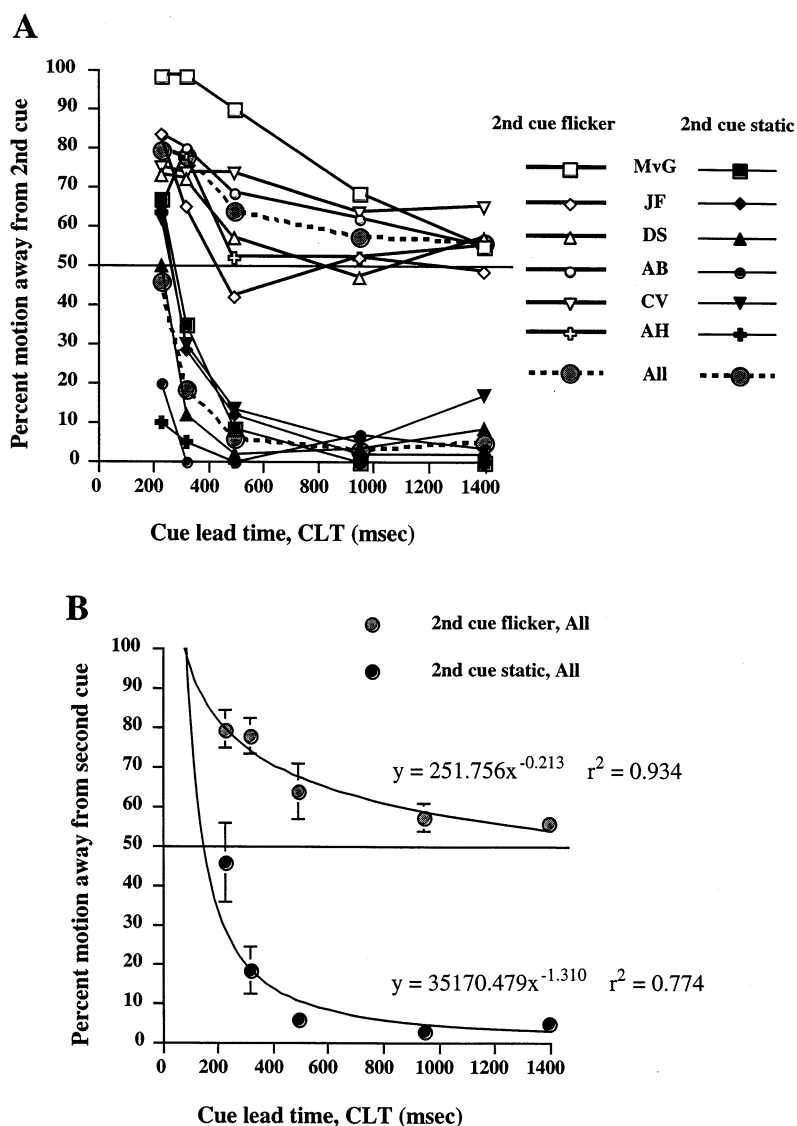 A
Percent motion away from 2nd cue
100
90
80
70
60
50
40
30
20
10
0
0 200 400 600 800 1000 1200 1400
Cue lead time, CLT (msec)
2nd cue flicker 2nd cue static
MvG
JF
DS
AB
CV
AH
All
B
2nd cue flicker, All
2nd cue static, All
Percent motion away from second cue
100
90
80
70
60
50
40
30
20
10
0
y = 251.756x^-0.213 r^2 = 0.934
y = 35170.479x^-1.310 r^2 = 0.774
0 200 400 600 800 1000 1200 1400
Cue lead time, CLT (msec)